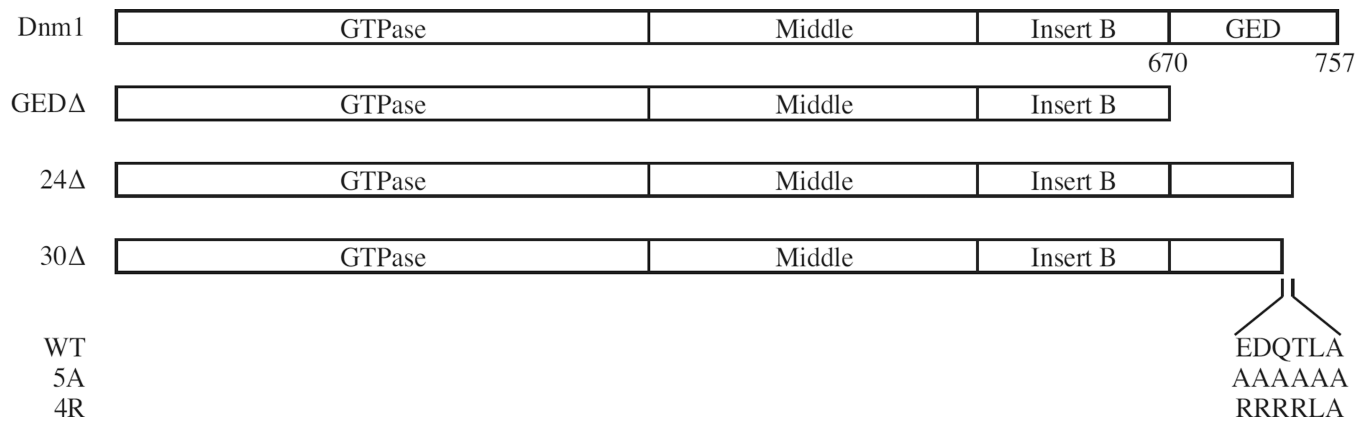 Dnm1 GTPase Middle Insert B GED
670 757
GEDΔ GTPase Middle Insert B
24Δ GTPase Middle Insert B
30Δ GTPase Middle Insert B
WT EDQTLA
5A AAAAAA
4R RRRRLA